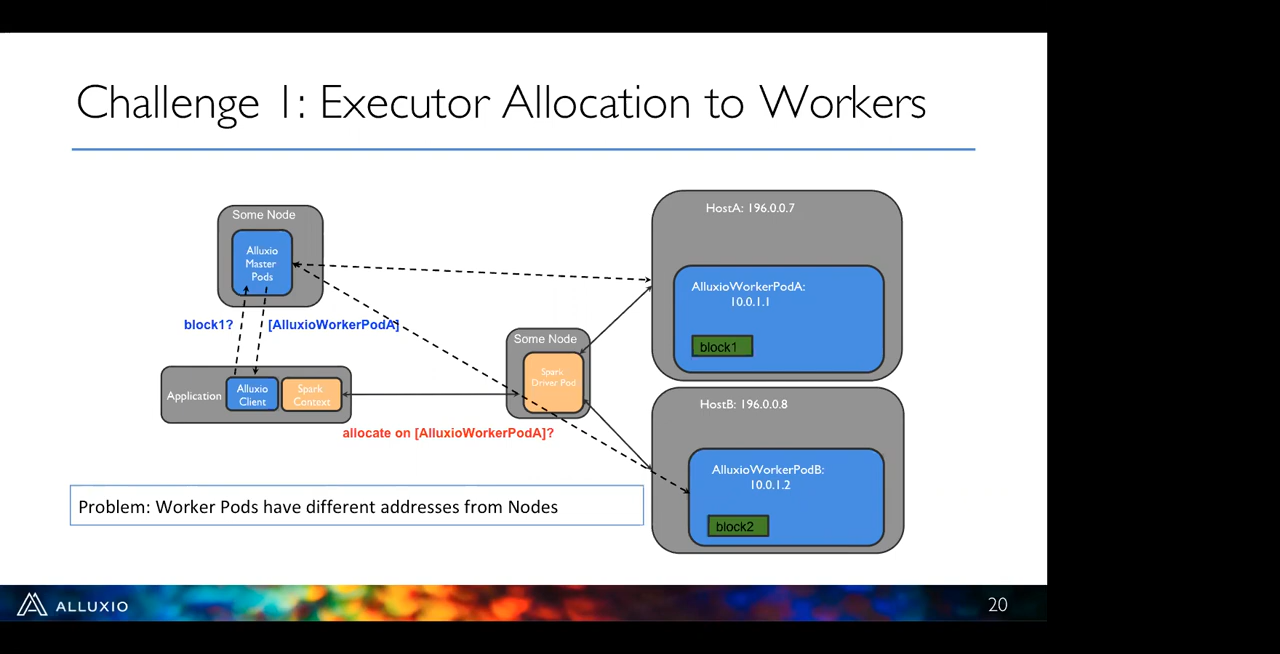 Challenge 1: Executor Allocation to Workers
Some Node
Alluxio
Master
Pods
block1?
[AlluxioWorkerPodA]
Application
Alluxio
Client
Spark
Context
allocate on [AlluxioWorkerPodA]?
Some Node
Spark
Driver Pod
HostA: 196.0.0.7
AlluxioWorkerPodA:
10.0.1.1
block1
HostB: 196.0.0.8
AlluxioWorkerPodB:
10.0.1.2
block2
Problem: Worker Pods have different addresses from Nodes
ALLUXIO
20